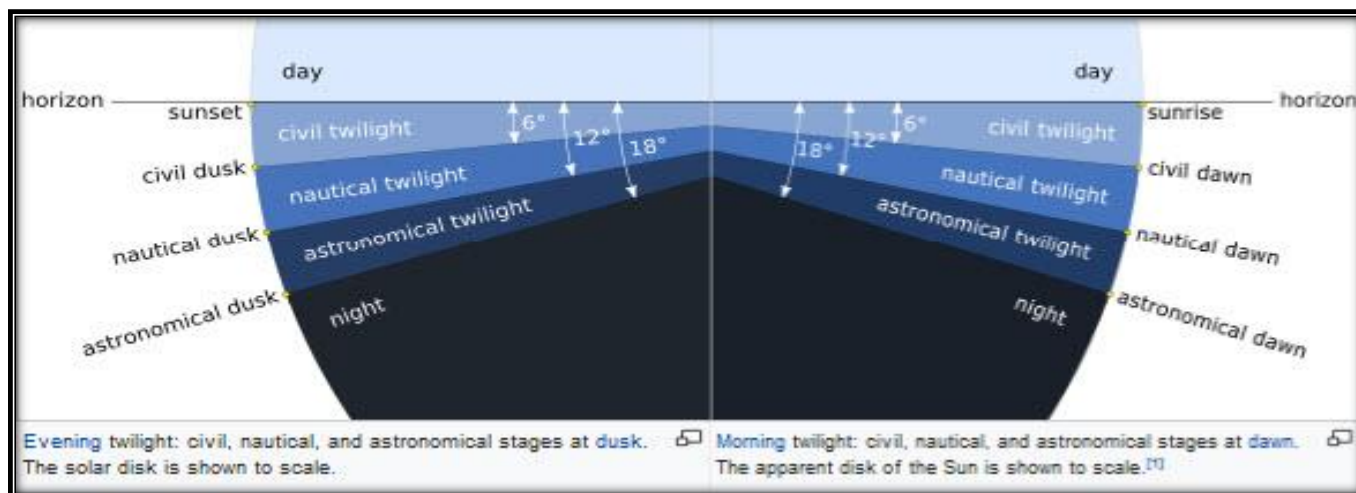 day
horizon
sunset
civil twilight
6°
12°
18°
civil dusk
nautical twilight
nautical dusk
astronomical twilight
astronomical dusk
night
day
horizon
sunrise
civil twilight
6°
12°
18°
civil dawn
nautical twilight
nautical dawn
astronomical twilight
astronomical dawn
night
Evening twilight: civil, nautical, and astronomical stages at dusk.
The solar disk is shown to scale.
Morning twilight: civil, nautical, and astronomical stages at dawn.
The apparent disk of the Sun is shown to scale.[1]